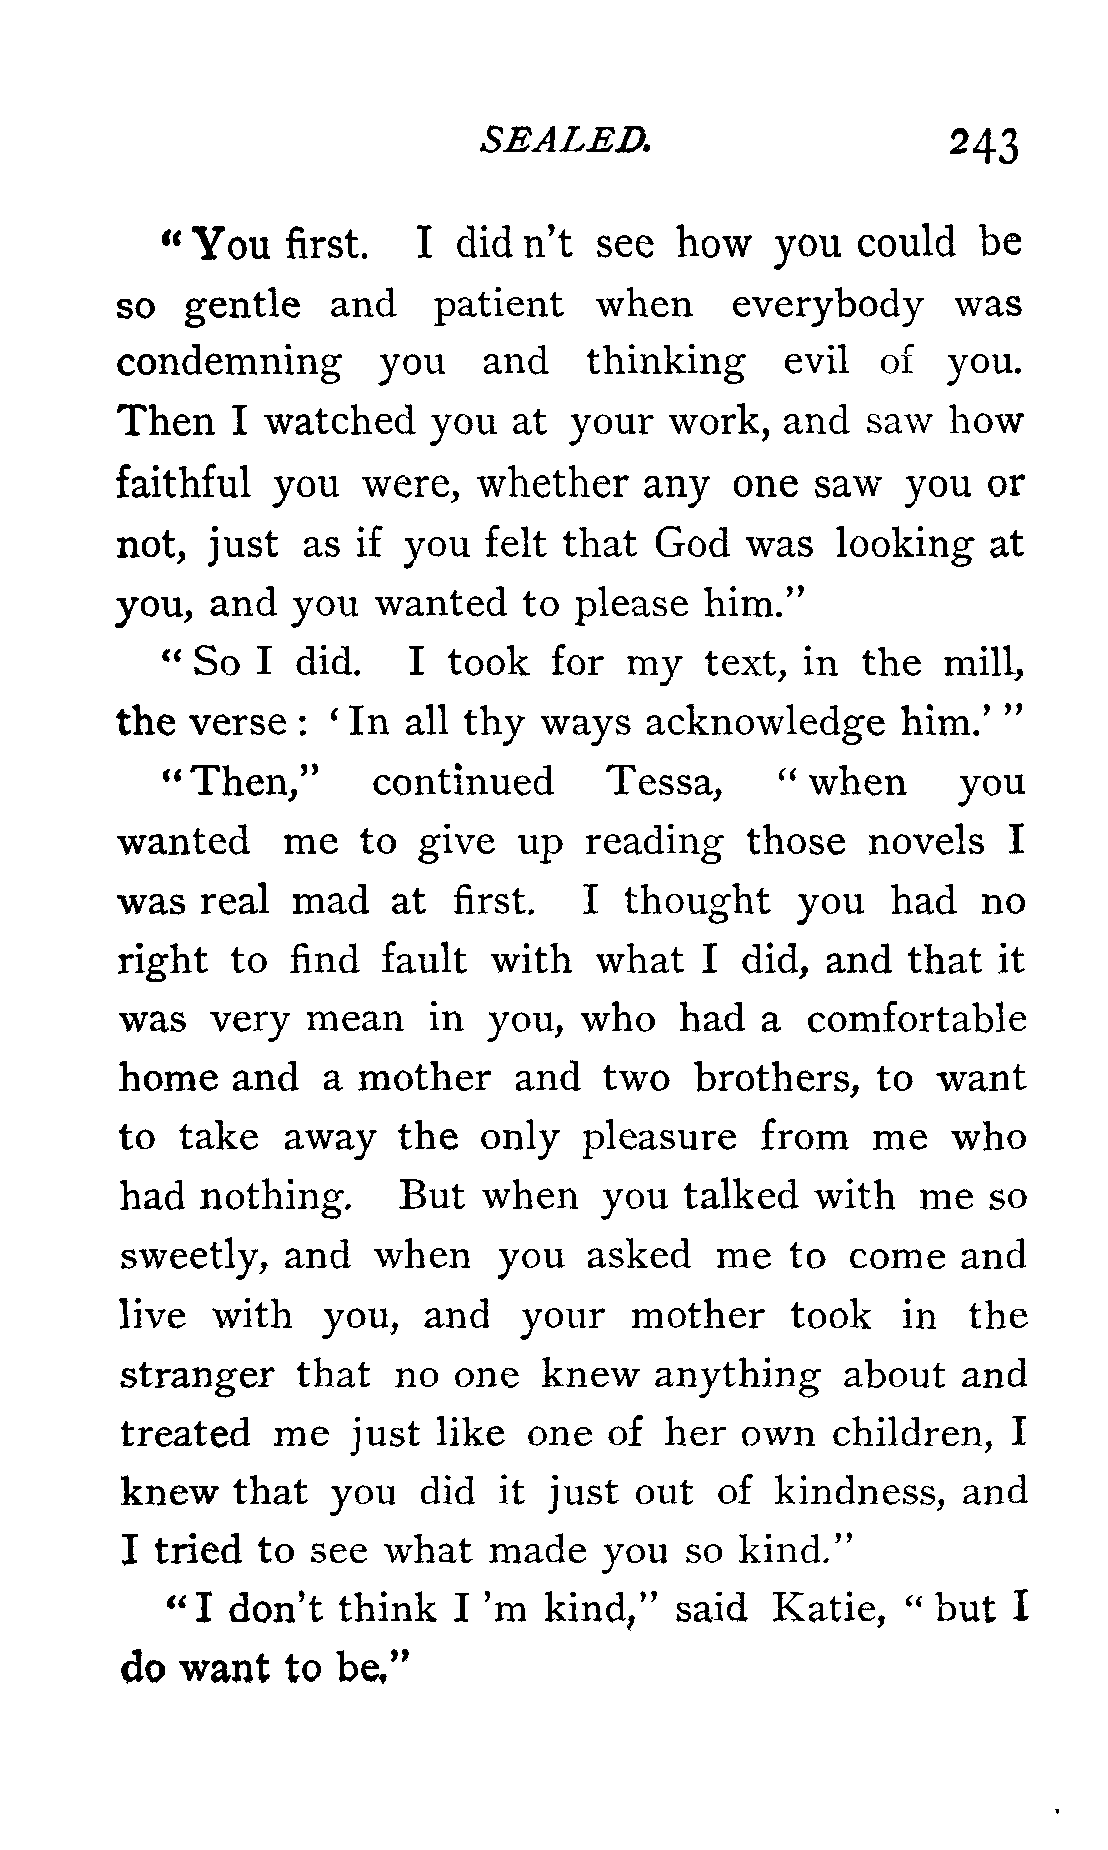 SEALED. 243
"You first. I did n't see how you could be
so gentle and patient when everybody was
condemning you and thinking evil of you.
Then I watched you at your work, and saw how
faithful you were, whether any one saw you or
not, just as if you felt that God was looking at
you, and you wanted to please him."
"So I did. I took for my text, in the mill,
the verse: 'In all thy ways acknowledge him.'"
"Then," continued Tessa, "when you
wanted me to give up reading those novels I
was real mad at first. I thought you had no
right to find fault with what I did, and that it
was very mean in you, who had a comfortable
home and a mother and two brothers, to want
to take away the only pleasure from me who
had nothing. But when you talked with me so
sweetly, and when you asked me to come and
live with you, and your mother took in the
stranger that no one knew anything about and
treated me just like one of her own children, I
knew that you did it just out of kindness, and
I tried to see what made you so kind."
"I don't think I 'm kind," said Katie, "but I
do want to be."